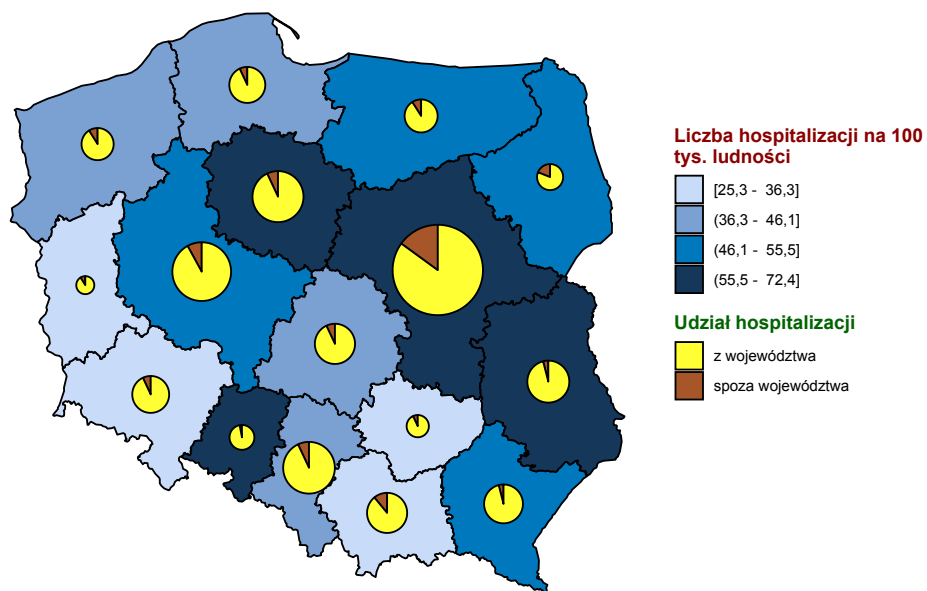 Liczba hospitalizacji na 100
tys. ludności
[25,3 - 36,3]
(36,3 - 46,1]
(46,1 - 55,5]
(55,5 - 72,4]
Udział hospitalizacji
z województwa
spoza województwa